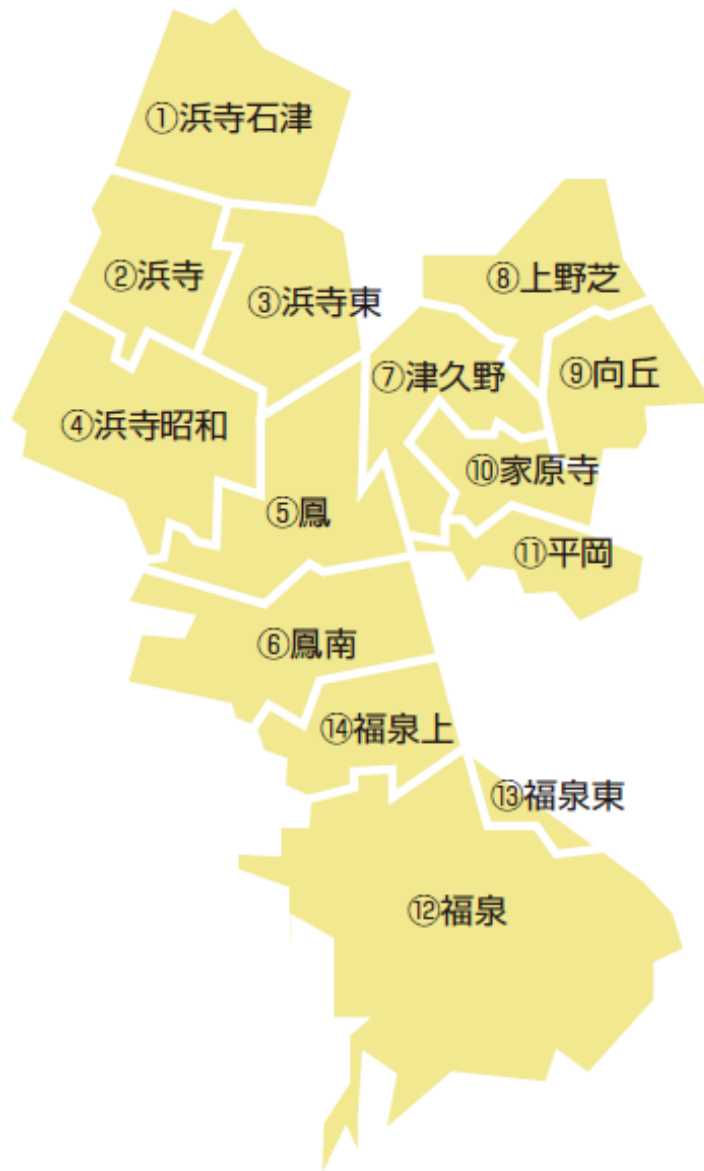 ①浜寺石津
②浜寺
③浜寺東
④浜寺昭和
⑤鳳
⑥鳳南
⑦津久野
⑧上野芝
⑨向丘
⑩家原寺
⑪平岡
⑭福泉上
⑬福泉東
⑫福泉